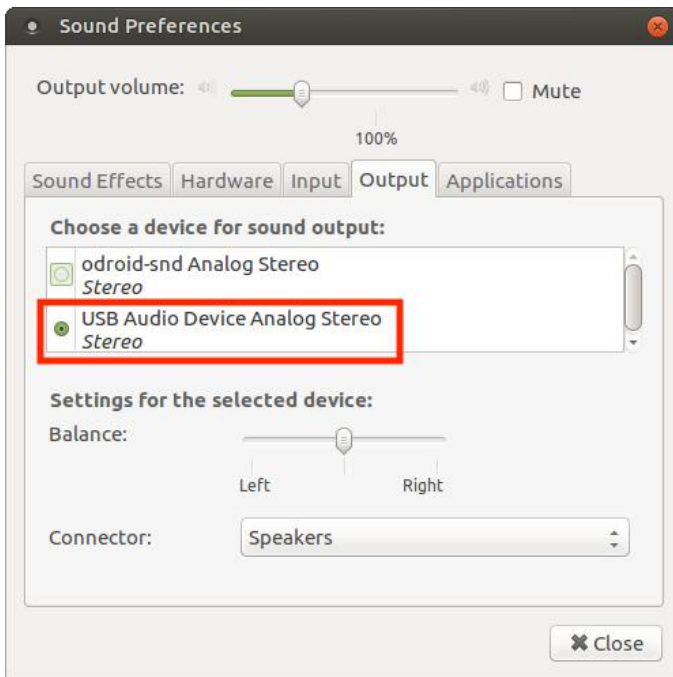 Sound Preferences
Output volume: Mute
100%
Sound Effects Hardware Input Output Applications
Choose a device for sound output:
odroid-snd Analog Stereo
Stereo
USB Audio Device Analog Stereo
Stereo
Settings for the selected device:
Balance:
Left Right
Connector: Speakers
Close